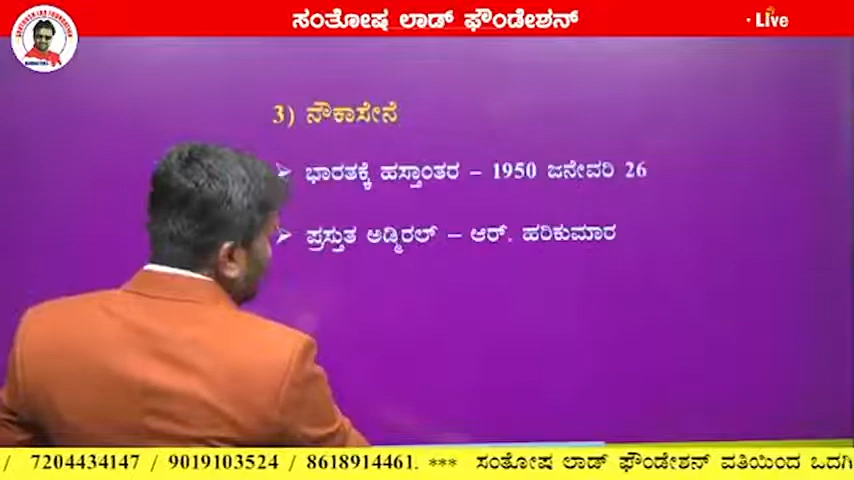 ಸಂತೋಷ ಲಾಡ್ ಫೌಂಡೇಶನ್
· Live
3) ನೌಕಾಸೇನೆ
➢ ಭಾರತಕ್ಕೆ ಹಸ್ತಾಂತರ – 1950 ಜನೇವರಿ 26
➢ ಪ್ರಸ್ತುತ ಅಡ್ಮಿರಲ್ – ಆರ್. ಹರಿಕುಮಾರ
/ 7204434147 / 9019103524 / 8618914461. *** ಸಂತೋಷ ಲಾಡ್ ಫೌಂಡೇಶನ್ ವತಿಯಿಂದ ಒದಗಿ